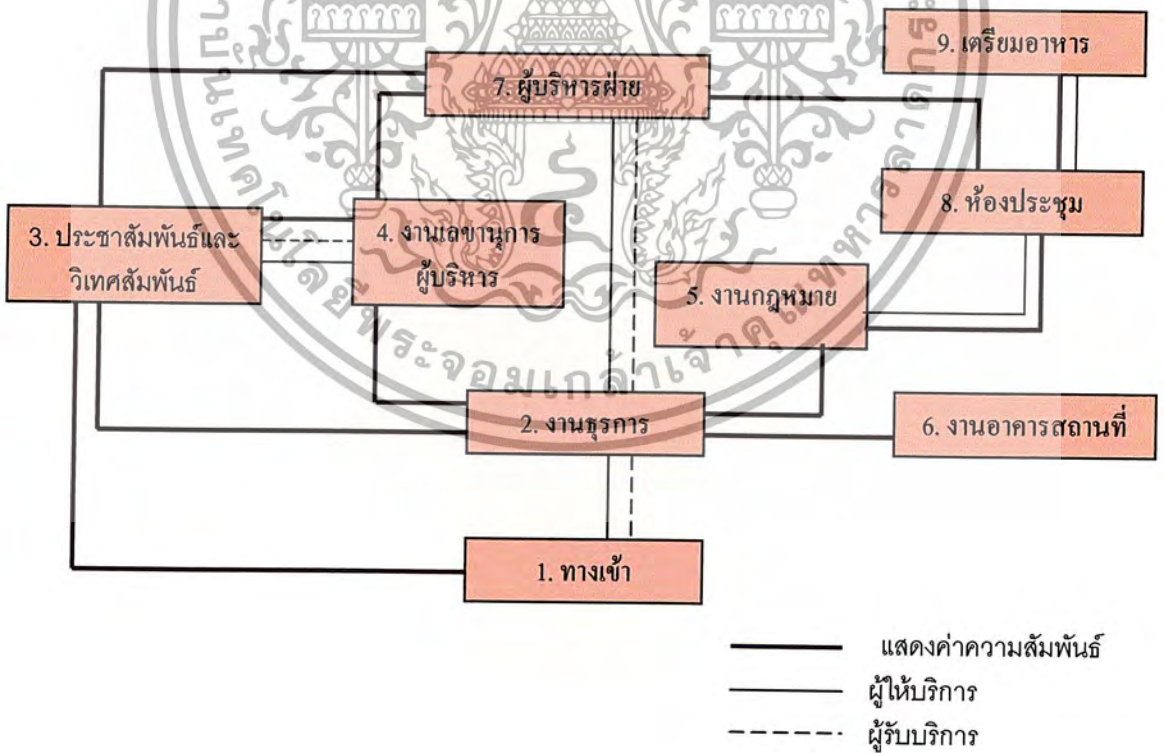 9. เตรียมอาหาร
7. ผู้บริหารฝ่าย
8. ห้องประชุม
3. ประชาสัมพันธ์และ
วิเทศสัมพันธ์
4. งานเลขานุการ
ผู้บริหาร
5. งานกฎหมาย
2. งานธุรการ
6. งานอาคารสถานที่
1. ทางเข้า
แสดงค่าความสัมพันธ์
ผู้ให้บริการ
ผู้รับบริการ